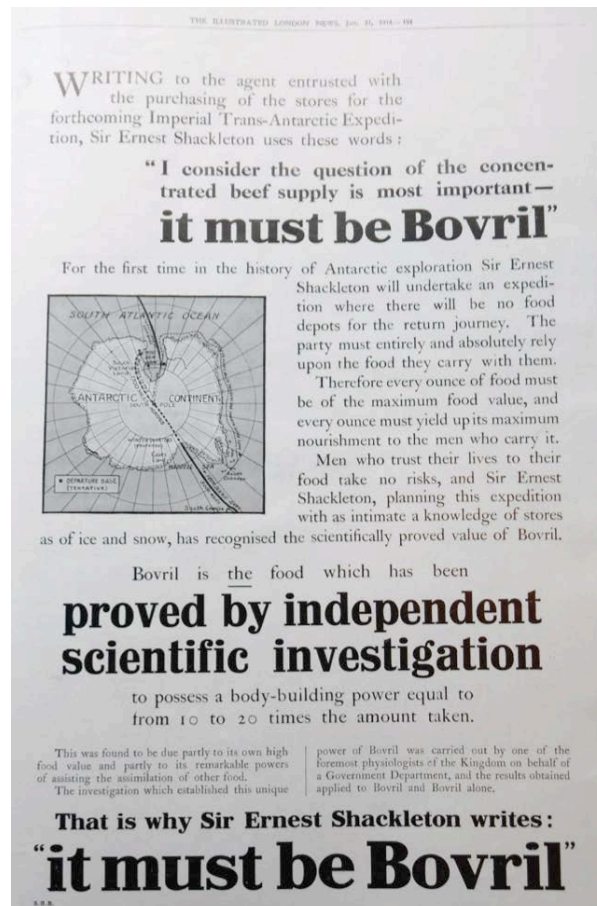 THE ILLUSTRATED LONDON NEWS, Jan. 31, 1914.—
WRITING to the agent entrusted with
the purchasing of the stores for the
forthcoming Imperial Trans-Antarctic Expedi-
tion, Sir Ernest Shackleton uses these words :
“I consider the question of the concen-
trated beef supply is most important—
it must be Bovril”
For the first time in the history of Antarctic exploration Sir Ernest
Shackleton will undertake an expedi-
tion where there will be no food
depots for the return journey. The
party must entirely and absolutely rely
upon the food they carry with them.
Therefore every ounce of food must
be of the maximum food value, and
every ounce must yield up its maximum
nourishment to the men who carry it.
Men who trust their lives to their
food take no risks, and Sir Ernest
Shackleton, planning this expedition
with as intimate a knowledge of stores
as of ice and snow, has recognised the scientifically proved value of Bovril.
SOUTH ATLANTIC OCEAN
ANTARCTIC CONTINENT
SOUTH POLE
DEPARTURE BASE
(TENTATIVE)
Bovril is the food which has been
proved by independent
scientific investigation
to possess a body-building power equal to
from 10 to 20 times the amount taken.
This was found to be due partly to its own high
food value and partly to its remarkable powers
of assisting the assimilation of other food.
The investigation which established this unique
power of Bovril was carried out by one of the
foremost physiologists of the Kingdom on behalf of
a Government Department, and the results obtained
applied to Bovril and Bovril alone.
That is why Sir Ernest Shackleton writes :
“it must be Bovril”